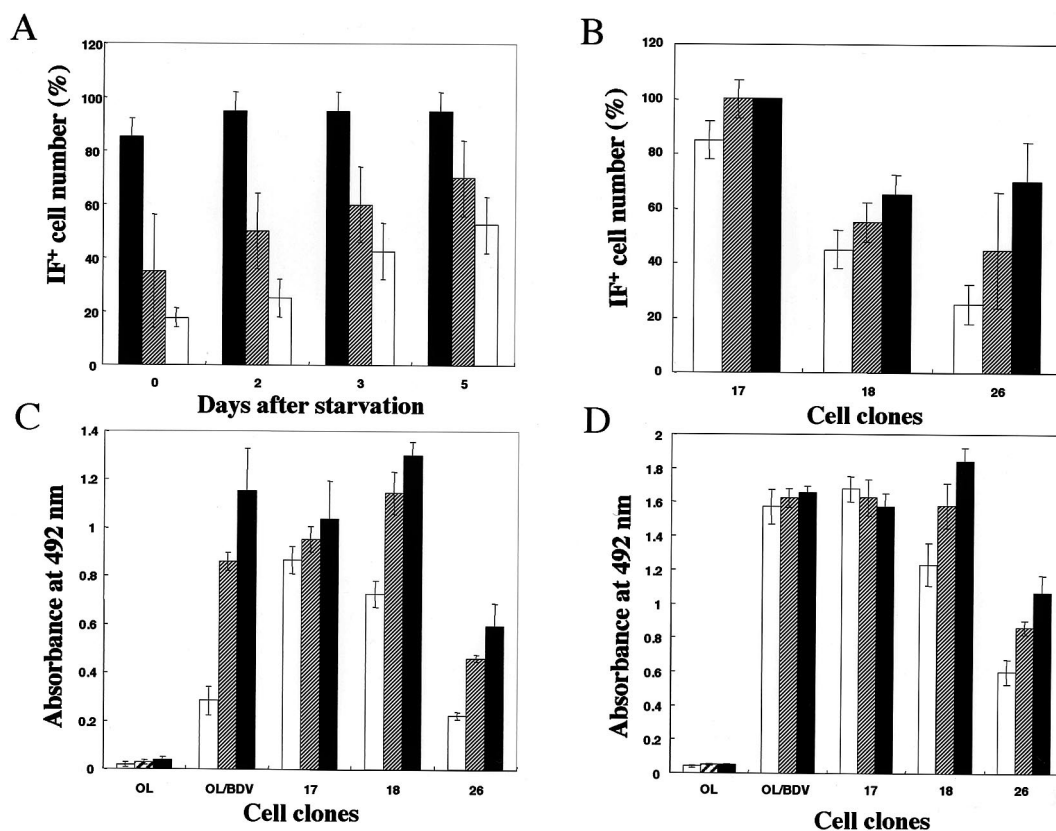 A
120
100
80
60
40
20
0
IF+ cell number (%)
0 2 3 5
Days after starvation
B
120
100
80
60
40
20
0
IF+ cell number (%)
17 18 26
Cell clones
C
1.4
1.2
1
0.8
0.6
0.4
0.2
0
Absorbance at 492 nm
OL OL/BDV 17 18 26
Cell clones
D
2
1.8
1.6
1.4
1.2
1
0.8
0.6
0.4
0.2
0
Absorbance at 492 nm
OL OL/BDV 17 18 26
Cell clones